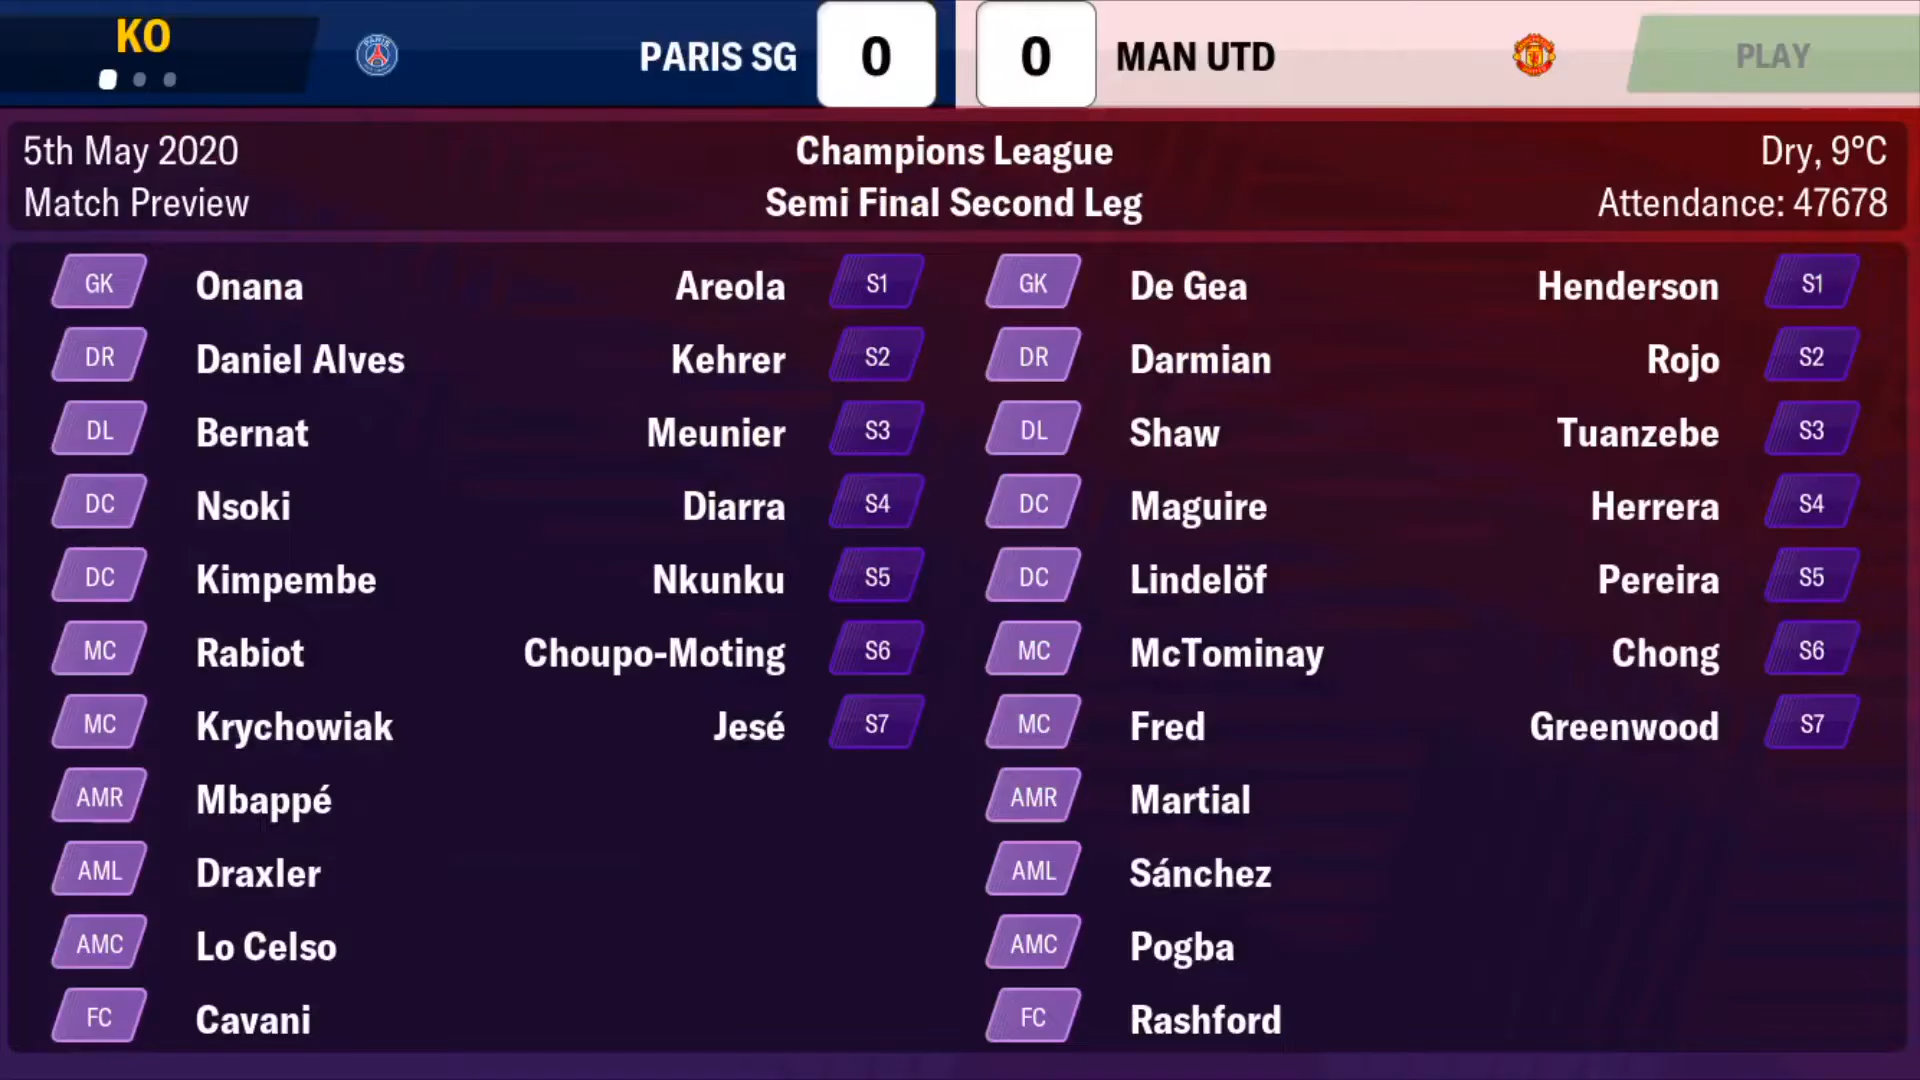 KO
PARIS SG 0 0 MAN UTD PLAY
5th May 2020 Champions League Dry, 9°C
Match Preview Semi Final Second Leg Attendance: 47678
GK Onana Areola S1 GK De Gea Henderson S1
DR Daniel Alves Kehrer S2 DR Darmian Rojo S2
DL Bernat Meunier S3 DL Shaw Tuanzebe S3
DC Nsoki Diarra S4 DC Maguire Herrera S4
DC Kimpembe Nkunku S5 DC Lindelöf Pereira S5
MC Rabiot Choupo-Moting S6 MC McTominay Chong S6
MC Krychowiak Jesé S7 MC Fred Greenwood S7
AMR Mbappé AMR Martial
AML Draxler AML Sánchez
AMC Lo Celso AMC Pogba
FC Cavani FC Rashford